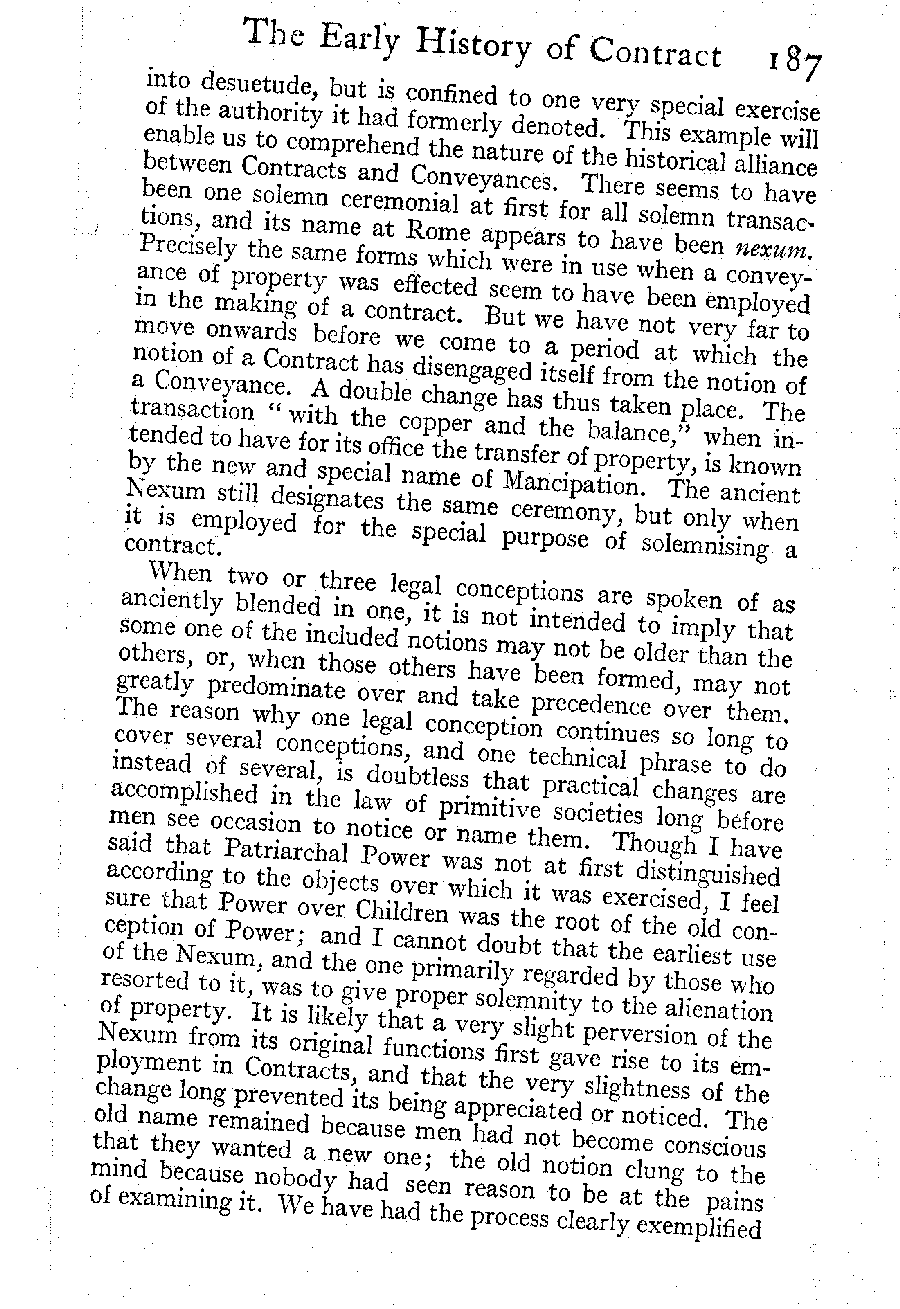 The Early History of Contract 187
into desuetude, but is confined to one very special exercise
of the authority it had formerly denoted. This example will
enable us to comprehend the nature of the historical alliance
between Contracts and Conveyances. There seems to have
been one solemn ceremonial at first for all solemn transac-
tions, and its name at Rome appears to have been nexum.
Precisely the same forms which were in use when a convey-
ance of property was effected seem to have been employed
in the making of a contract. But we have not very far to
move onwards before we come to a period at which the
notion of a Contract has disengaged itself from the notion of
a Conveyance. A double change has thus taken place. The
transaction “with the copper and the balance,” when in-
tended to have for its office the transfer of property, is known
by the new and special name of Mancipation. The ancient
Nexum still designates the same ceremony, but only when
it is employed for the special purpose of solemnising a
contract.
When two or three legal conceptions are spoken of as
anciently blended in one, it is not intended to imply that
some one of the included notions may not be older than the
others, or, when those others have been formed, may not
greatly predominate over and take precedence over them.
The reason why one legal conception continues so long to
cover several conceptions, and one technical phrase to do
instead of several, is doubtless that practical changes are
accomplished in the law of primitive societies long before
men see occasion to notice or name them. Though I have
said that Patriarchal Power was not at first distinguished
according to the objects over which it was exercised, I feel
sure that Power over Children was the root of the old con-
ception of Power; and I cannot doubt that the earliest use
of the Nexum, and the one primarily regarded by those who
resorted to it, was to give proper solemnity to the alienation
of property. It is likely that a very slight perversion of the
Nexum from its original functions first gave rise to its em-
ployment in Contracts, and that the very slightness of the
change long prevented its being appreciated or noticed. The
old name remained because men had not become conscious
that they wanted a new one; the old notion clung to the
mind because nobody had seen reason to be at the pains
of examining it. We have had the process clearly exemplified